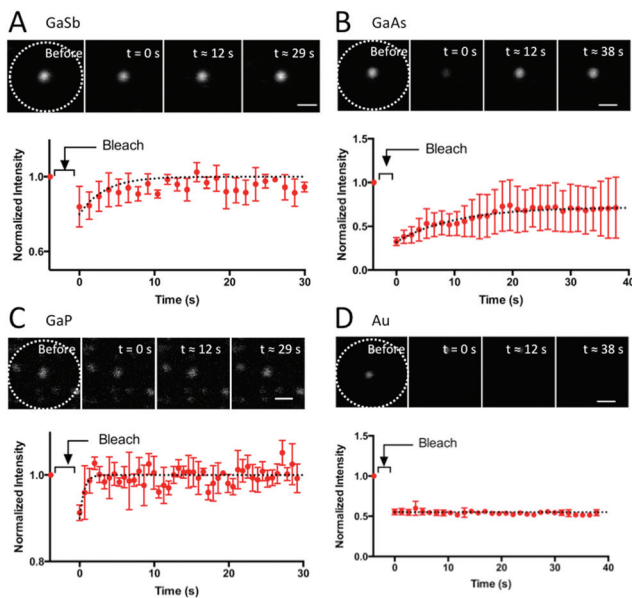 A GaSb
Before t = 0 s t ≈ 12 s t ≈ 29 s
Bleach
Normalized Intensity
1.0
0.6
0 10 20 30
Time (s)
B GaAs
Before t = 0 s t ≈ 12 s t ≈ 38 s
Bleach
Normalized Intensity
1.5
1.0
0.5
0.0
0 10 20 30 40
Time (s)
C GaP
Before t = 0 s t ≈ 12 s t ≈ 29 s
Bleach
Normalized Intensity
1.0
0.8
0 10 20 30
Time (s)
D Au
Before t = 0 s t ≈ 12 s t ≈ 38 s
Bleach
Normalized Intensity
1.5
1.0
0.5
0.0
0 10 20 30 40
Time (s)